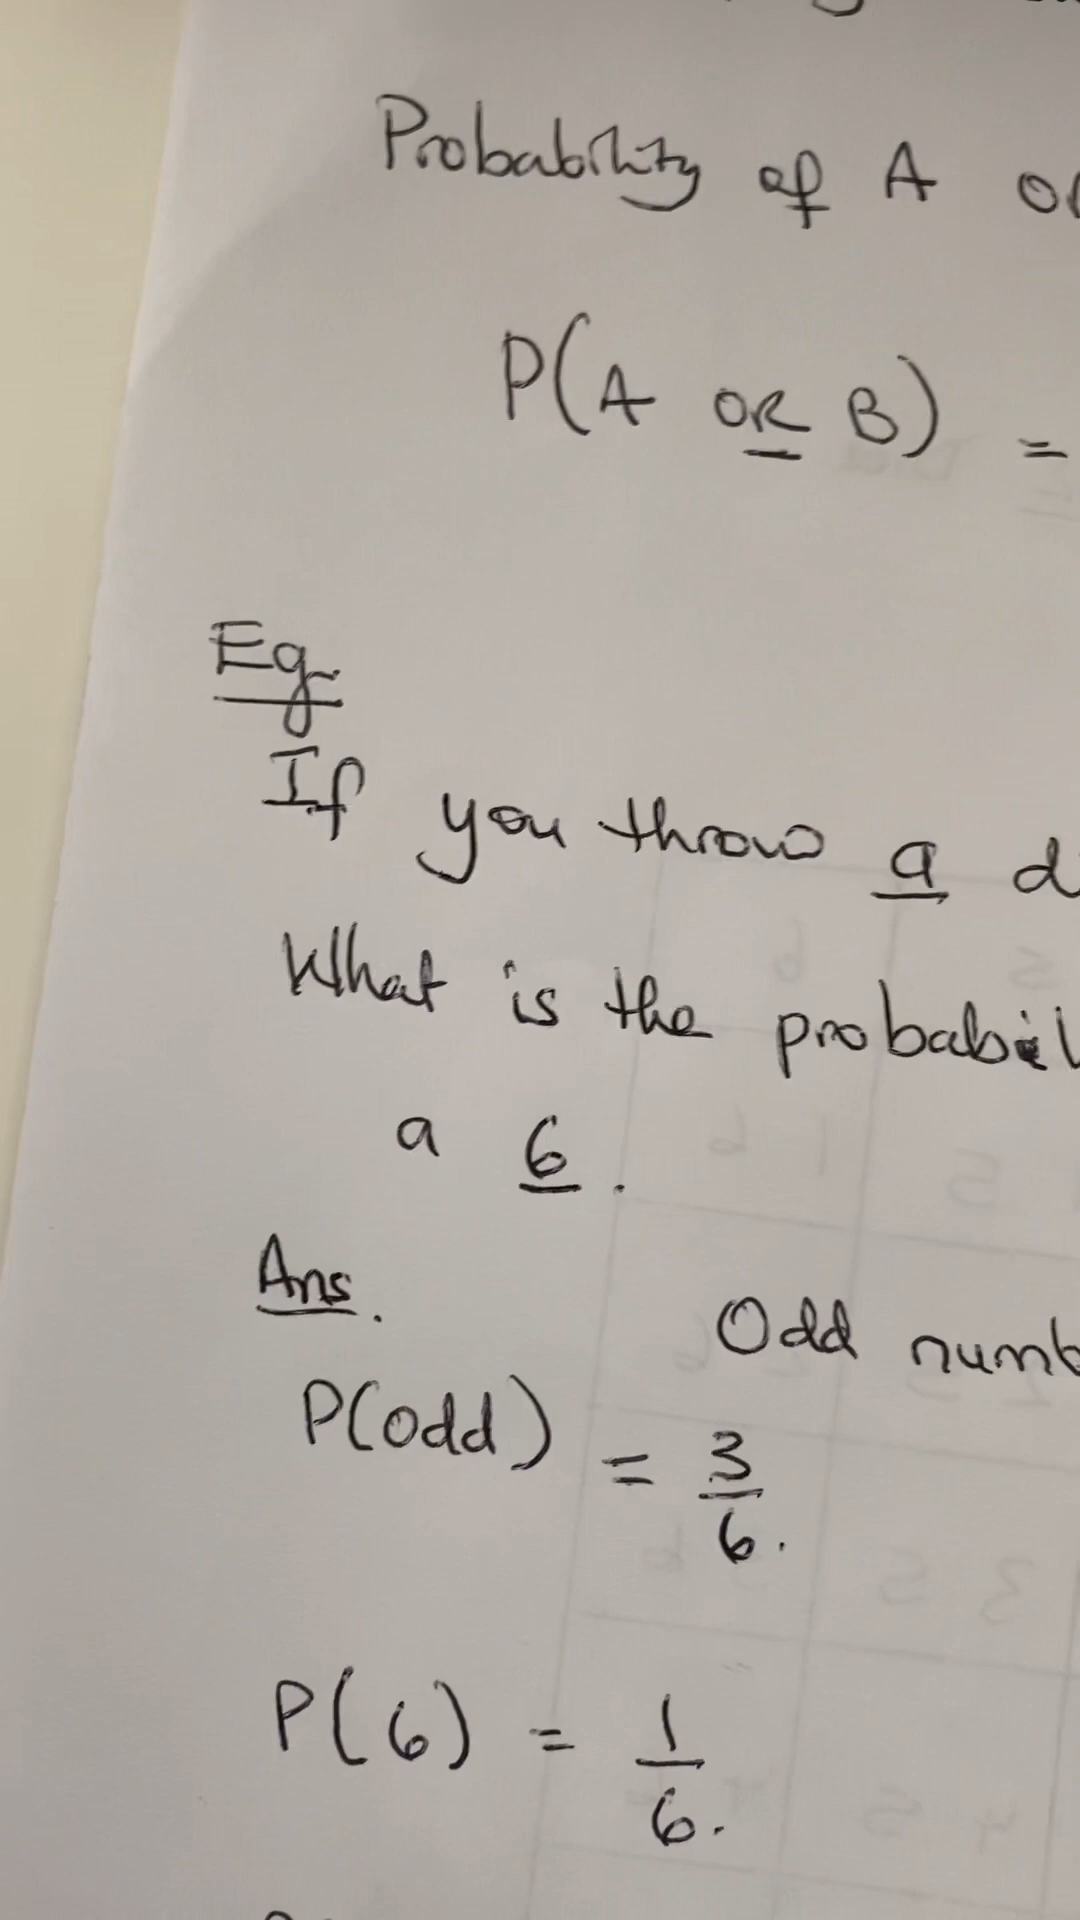 Probability of A
P(A OR B) =
Eg
If you throw a
What is the
a 6.
Ans.
Odd
P(odd) = 3/6.
P(6) = 1/6.